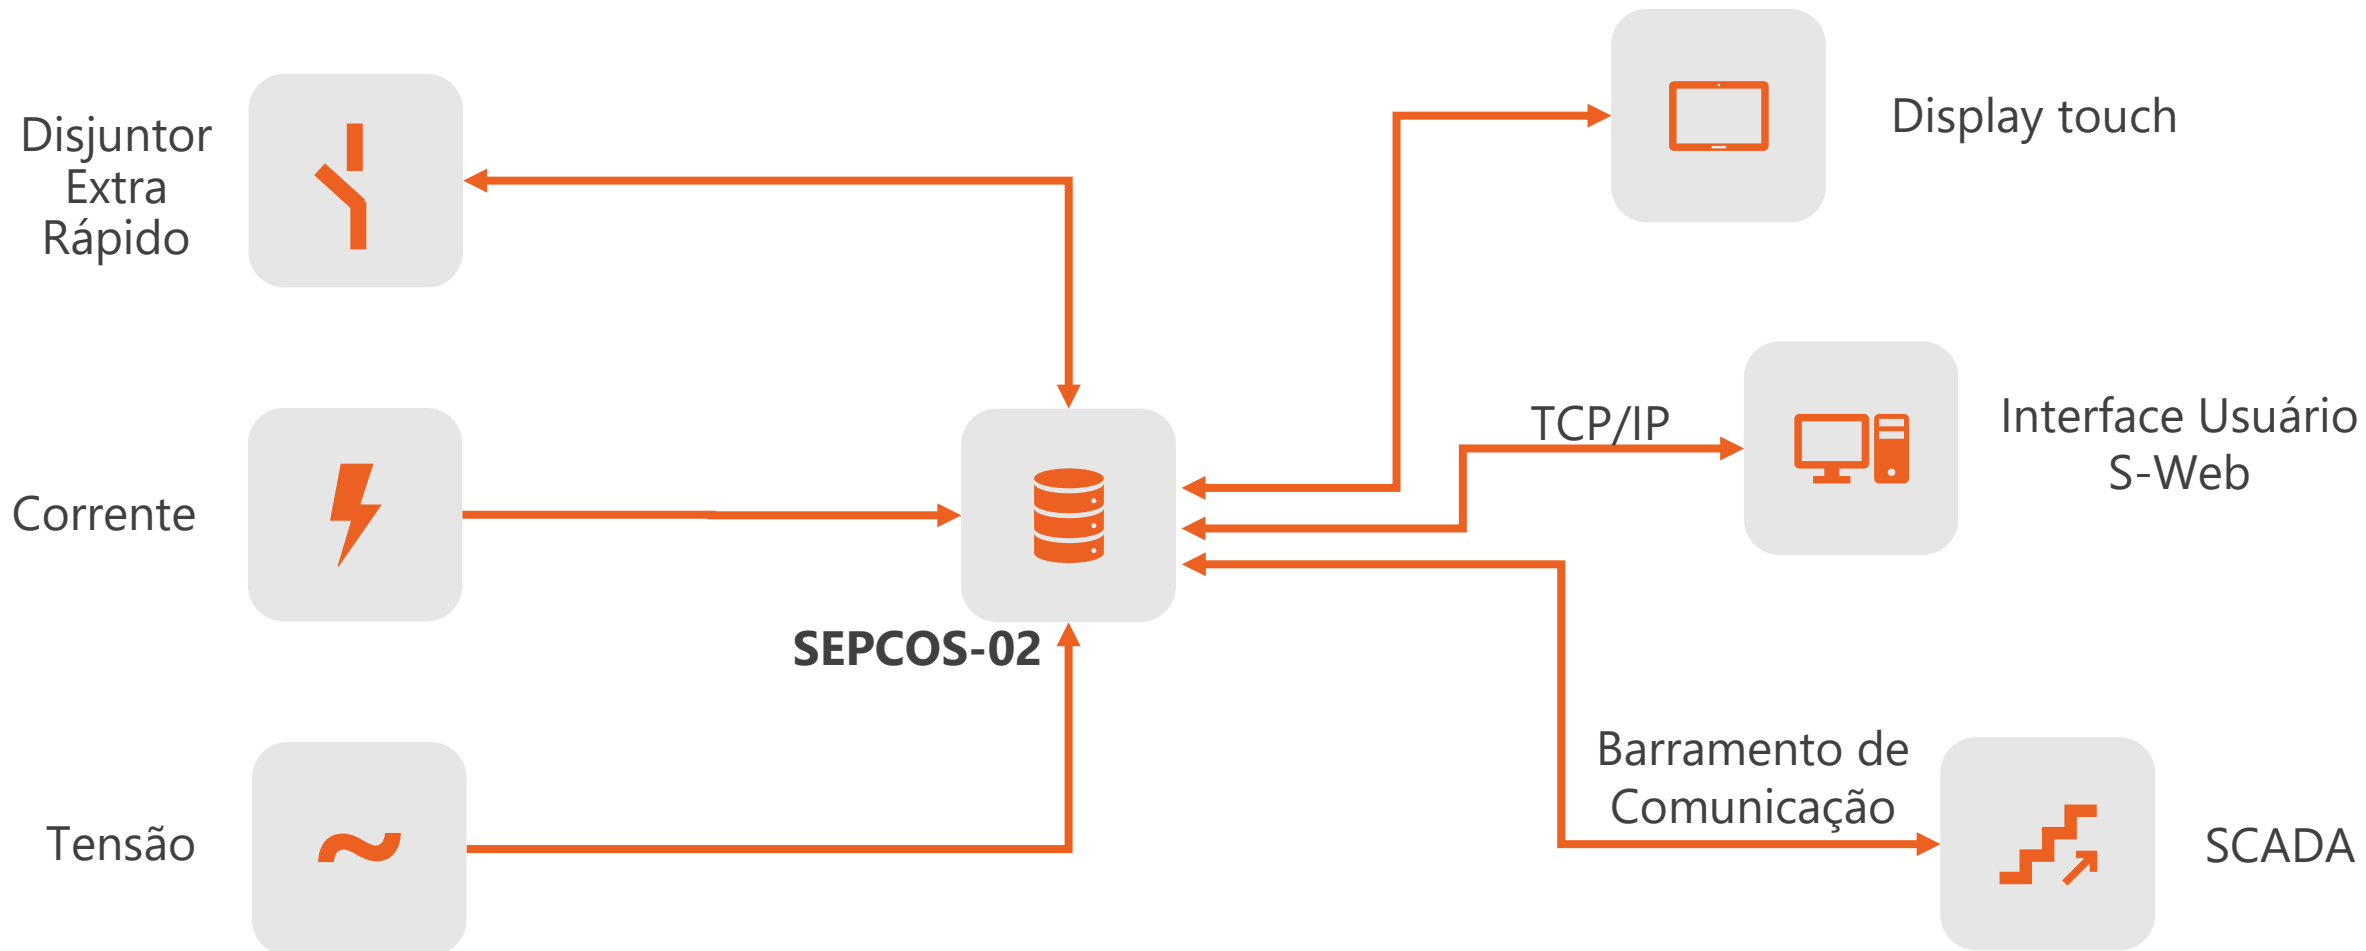 Disjuntor
Extra
Rápido
Display touch
TCP/IP
Interface Usuário
S-Web
Corrente
SEPCOS-02
Barramento de
Comunicação
Tensão
SCADA